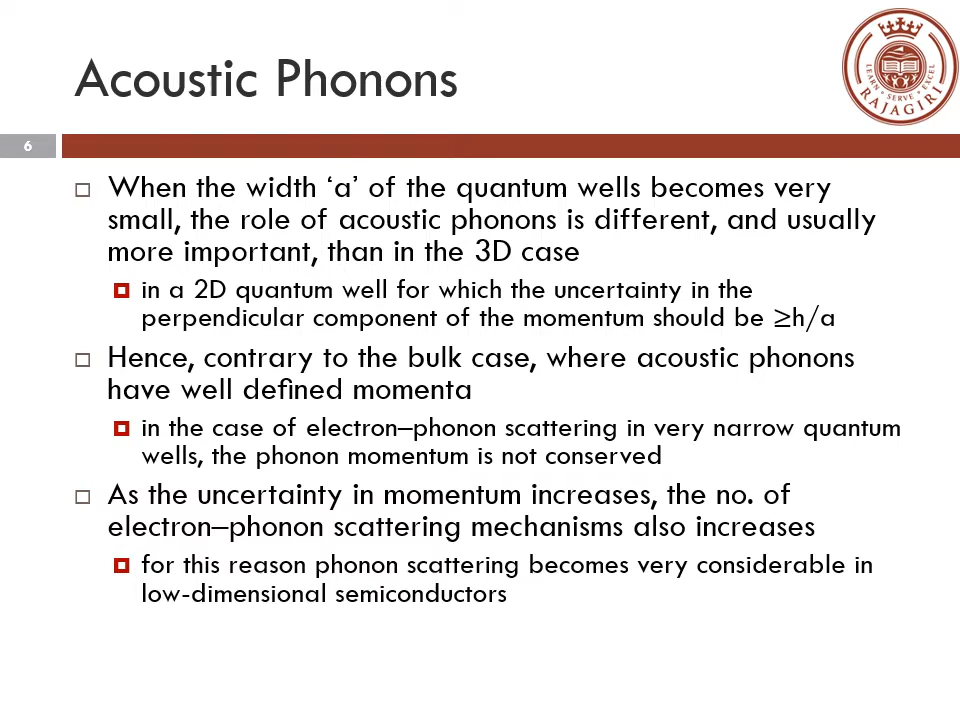 Acoustic Phonons
LEARN • SERVE • EXCEL
RAJAGIRI
6
When the width ‘a’ of the quantum wells becomes very
small, the role of acoustic phonons is different, and usually
more important, than in the 3D case
in a 2D quantum well for which the uncertainty in the
perpendicular component of the momentum should be ≥h/a
Hence, contrary to the bulk case, where acoustic phonons
have well defined momenta
in the case of electron–phonon scattering in very narrow quantum
wells, the phonon momentum is not conserved
As the uncertainty in momentum increases, the no. of
electron–phonon scattering mechanisms also increases
for this reason phonon scattering becomes very considerable in
low-dimensional semiconductors